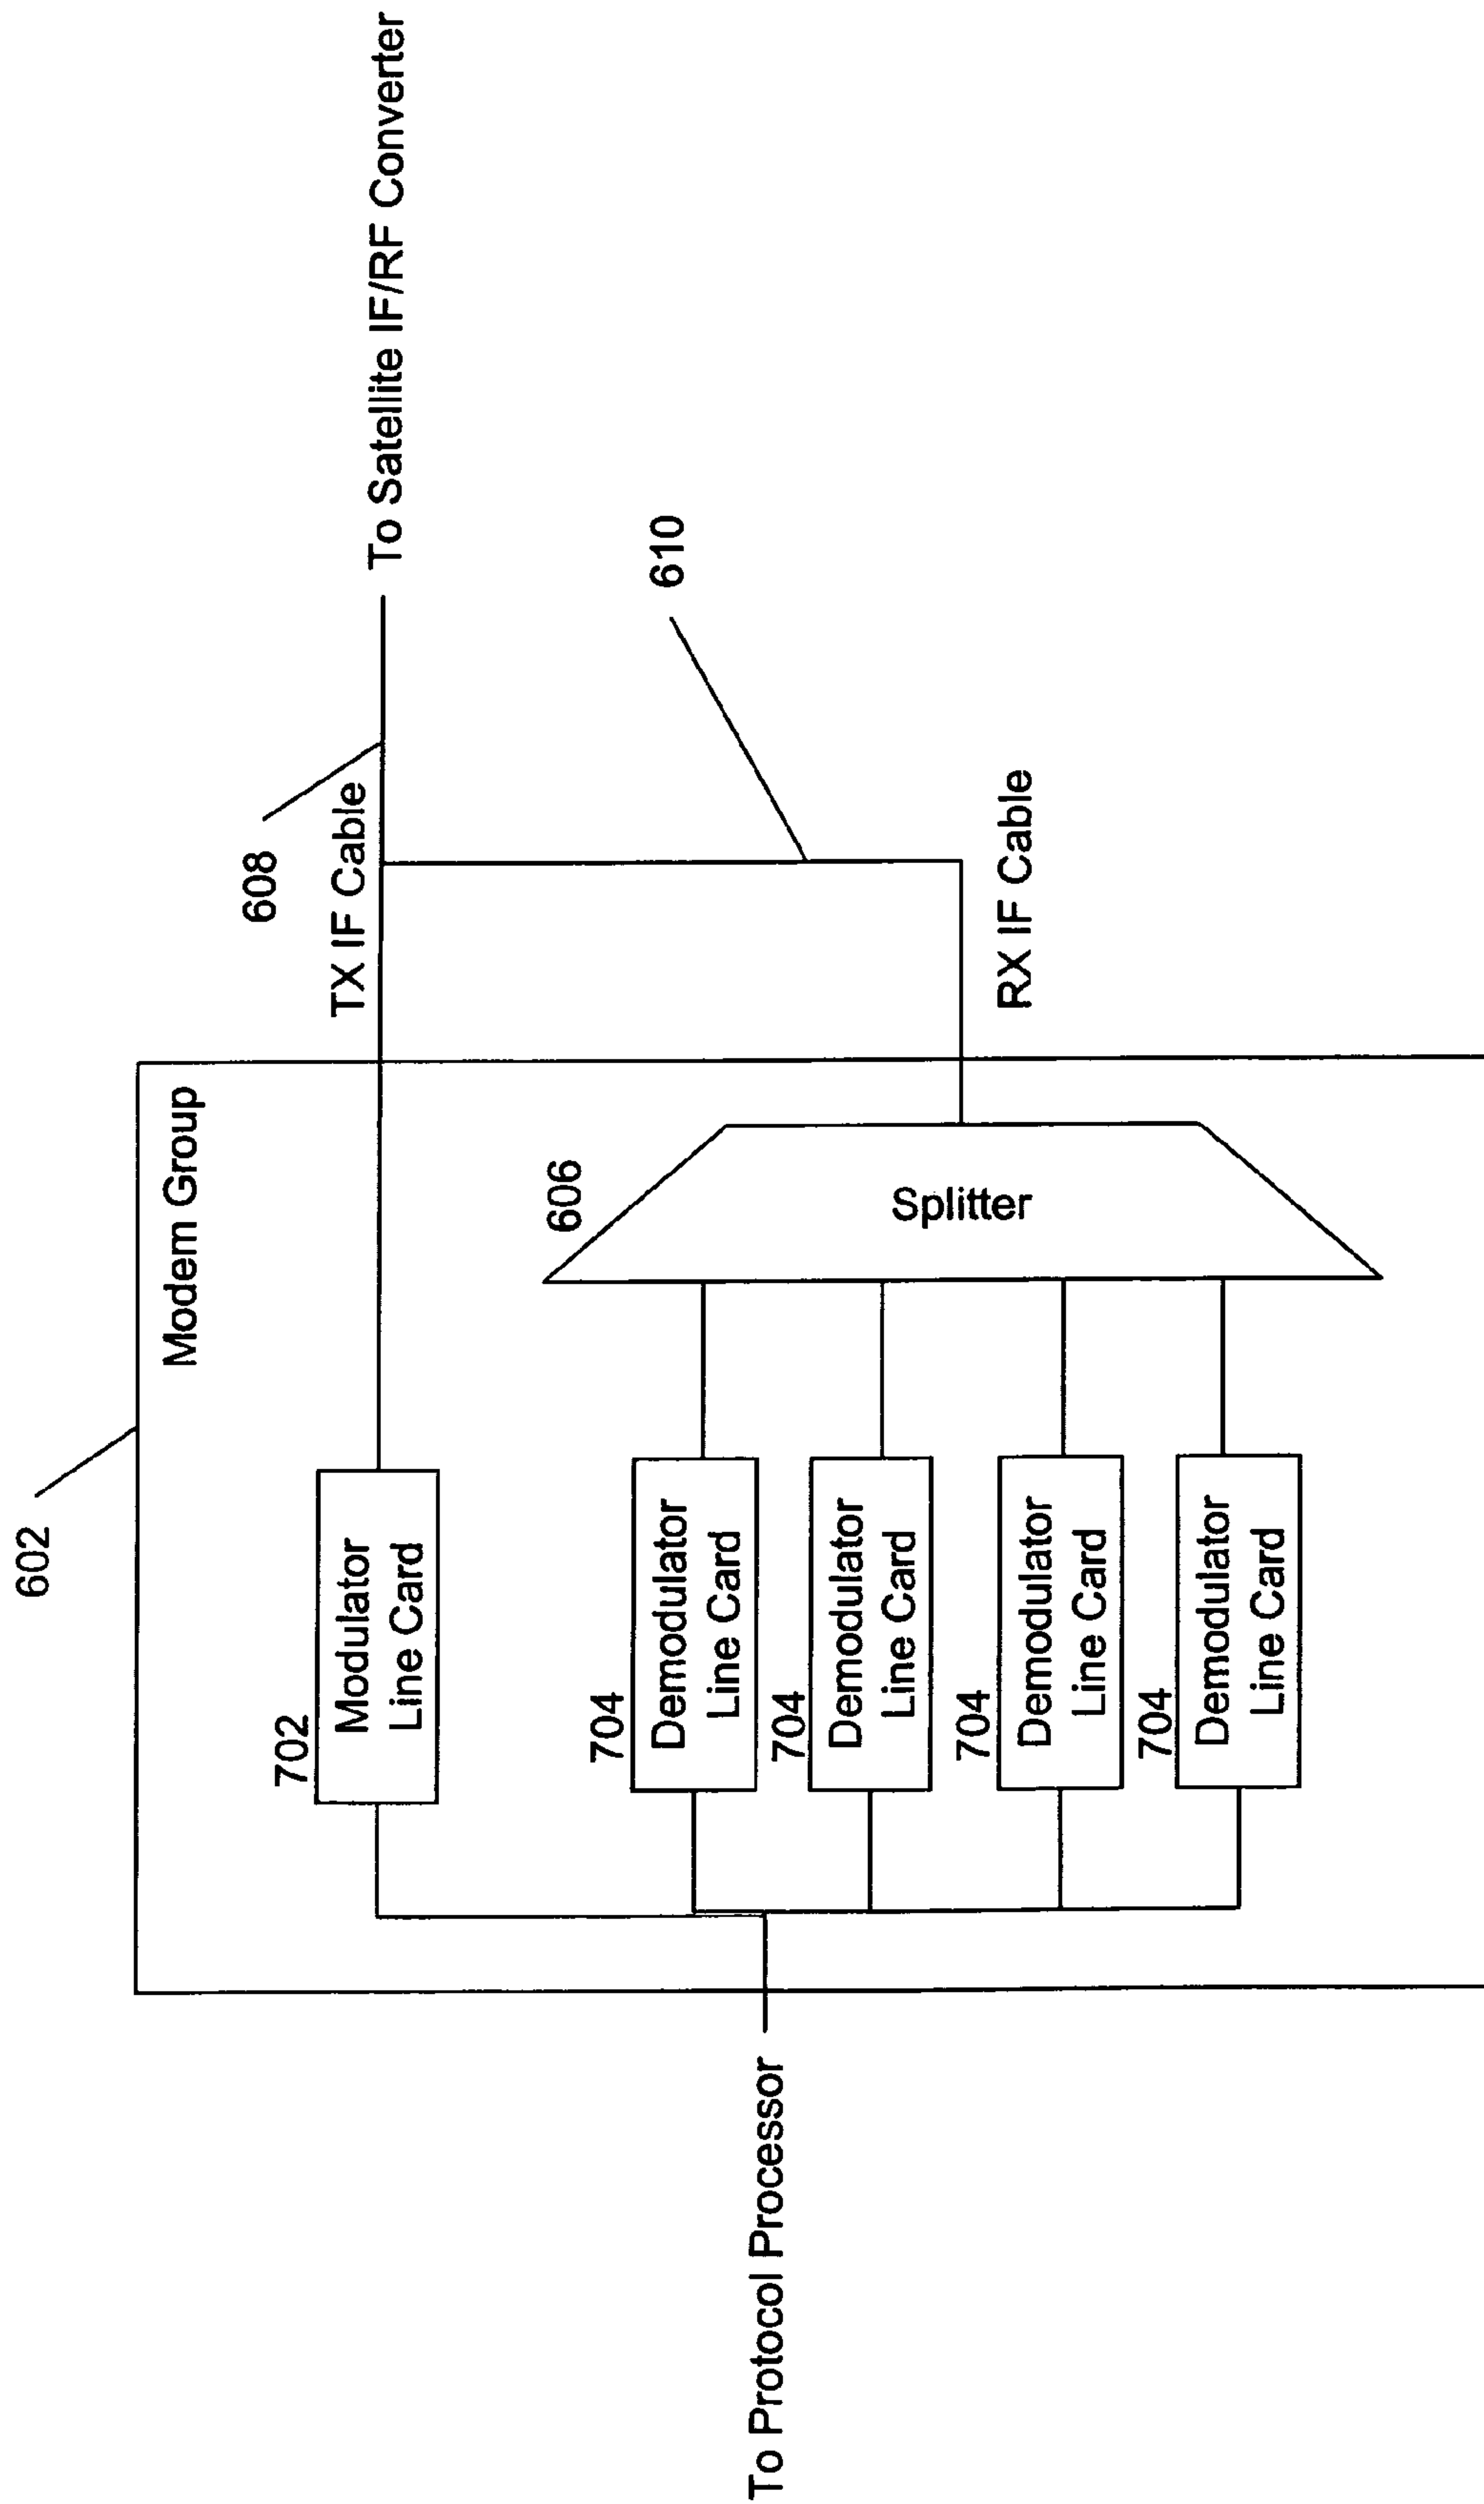 602
Modem Group
608
TX IF Cable
To Satellite IF/RF Converter
702
Modulator
Line Card
606
Splitter
610
RX IF Cable
704
Demodulator
Line Card
704
Demodulator
Line Card
704
Demodulator
Line Card
704
Demodulator
Line Card
To Protocol Processor